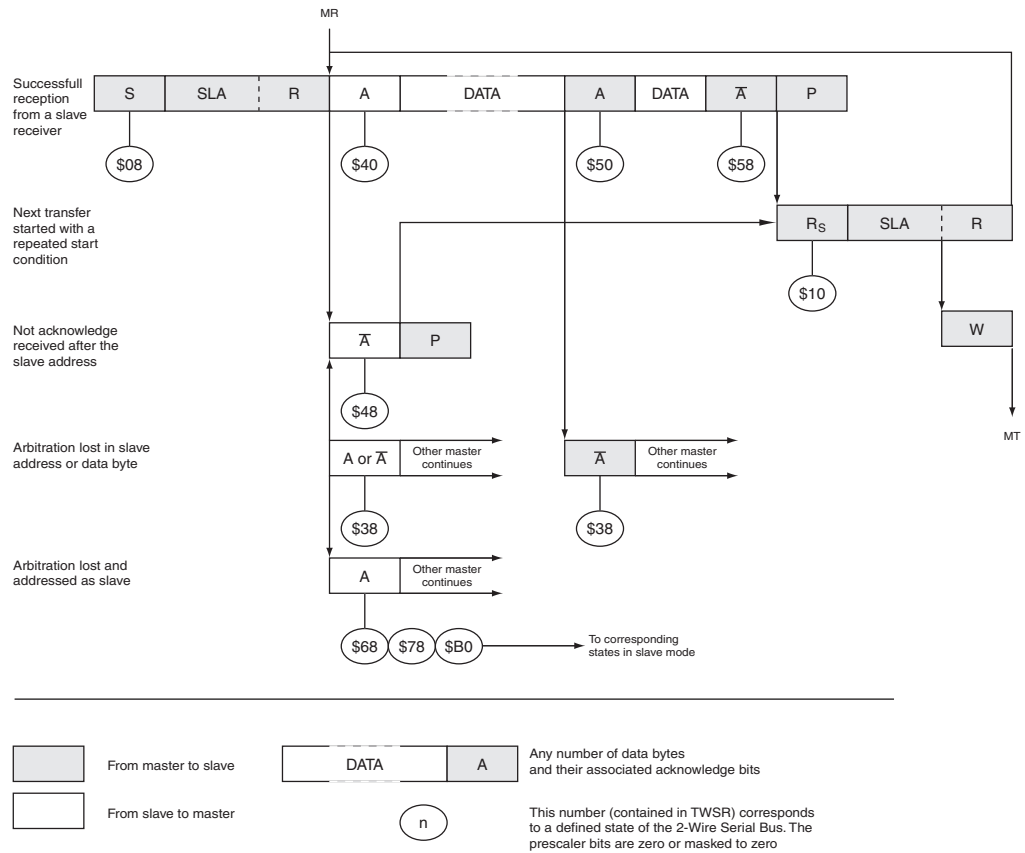 MR
Successfull
reception
from a slave
receiver
S SLA R A DATA A DATA A̅ P
$08 $40 $50 $58
Next transfer
started with a
repeated start
condition
RS SLA R
$10
Not acknowledge
received after the
slave address
A̅ P
W
$48
MT
Arbitration lost in slave
address or data byte
A or A̅
Other master
continues
A̅
Other master
continues
$38 $38
Arbitration lost and
addressed as slave
A
Other master
continues
$68 $78 $B0
To corresponding
states in slave mode
From master to slave
DATA A
Any number of data bytes
and their associated acknowledge bits
From slave to master
n
This number (contained in TWSR) corresponds
to a defined state of the 2-Wire Serial Bus. The
prescaler bits are zero or masked to zero